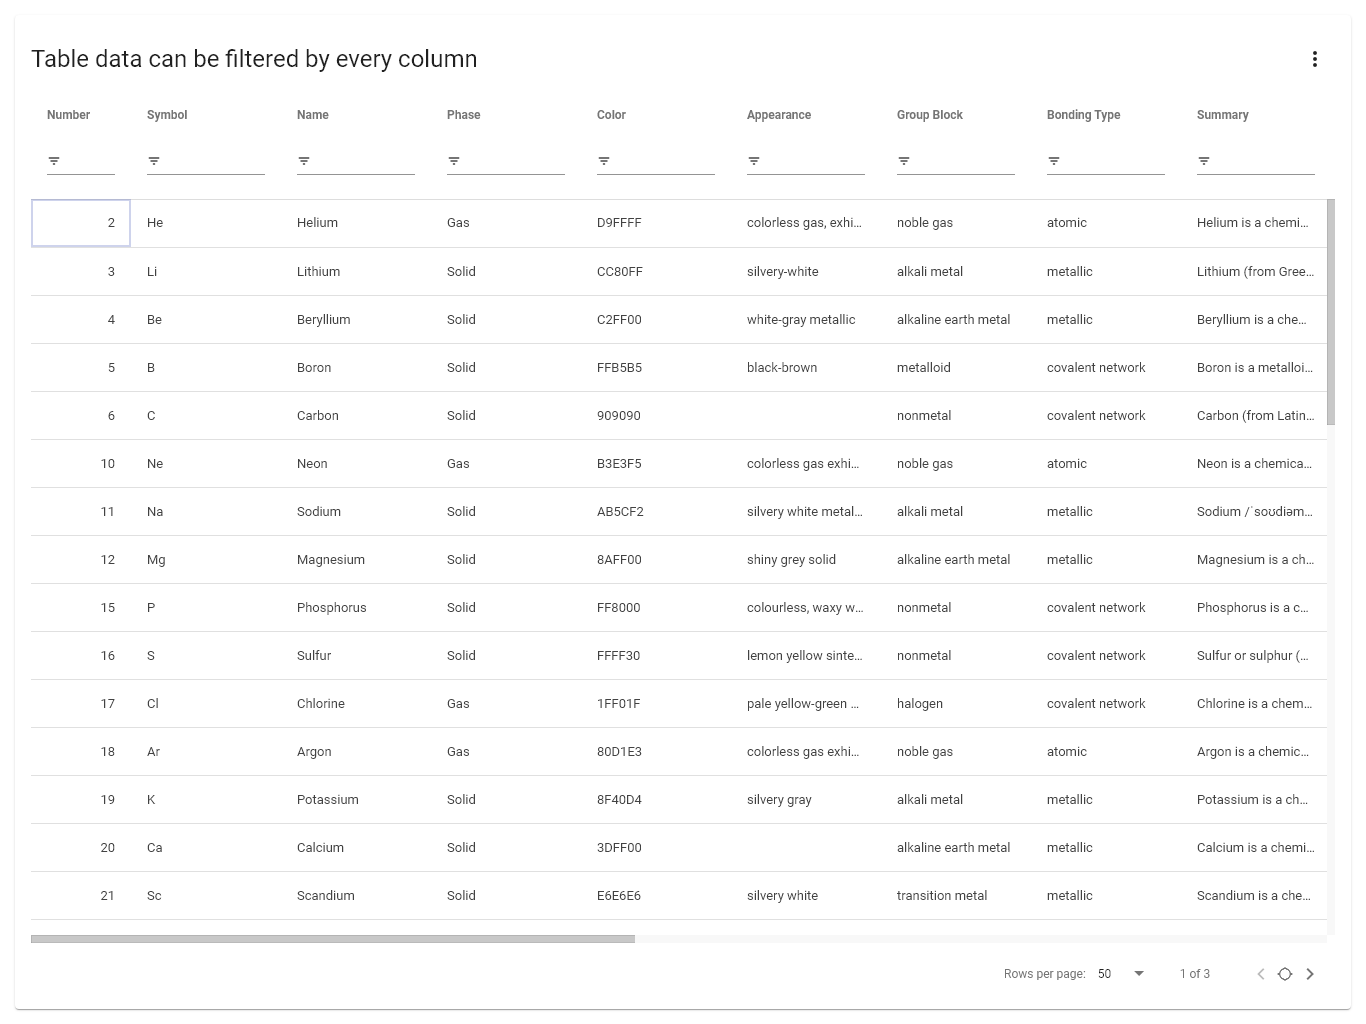 Table data can be filtered by every column
Number Symbol Name Phase Color Appearance Group Block Bonding Type Summary
2 He Helium Gas D9FFFF colorless gas, exhi... noble gas atomic Helium is a chemi...
3 Li Lithium Solid CC80FF silvery-white alkali metal metallic Lithium (from Gree...
4 Be Beryllium Solid C2FF00 white-gray metallic alkaline earth metal metallic Beryllium is a che...
5 B Boron Solid FFB5B5 black-brown metalloid covalent network Boron is a metalloi...
6 C Carbon Solid 909090 nonmetal covalent network Carbon (from Latin...
10 Ne Neon Gas B3E3F5 colorless gas exhi... noble gas atomic Neon is a chemica...
11 Na Sodium Solid AB5CF2 silvery white metal... alkali metal metallic Sodium /ˈsoʊdiəm...
12 Mg Magnesium Solid 8AFF00 shiny grey solid alkaline earth metal metallic Magnesium is a ch...
15 P Phosphorus Solid FF8000 colourless, waxy w... nonmetal covalent network Phosphorus is a c...
16 S Sulfur Solid FFFF30 lemon yellow sinte... nonmetal covalent network Sulfur or sulphur (...
17 Cl Chlorine Gas 1FF01F pale yellow-green ... halogen covalent network Chlorine is a chem...
18 Ar Argon Gas 80D1E3 colorless gas exhi... noble gas atomic Argon is a chemic...
19 K Potassium Solid 8F40D4 silvery gray alkali metal metallic Potassium is a ch...
20 Ca Calcium Solid 3DFF00 alkaline earth metal metallic Calcium is a chemi...
21 Sc Scandium Solid E6E6E6 silvery white transition metal metallic Scandium is a che...
Rows per page: 50 1 of 3